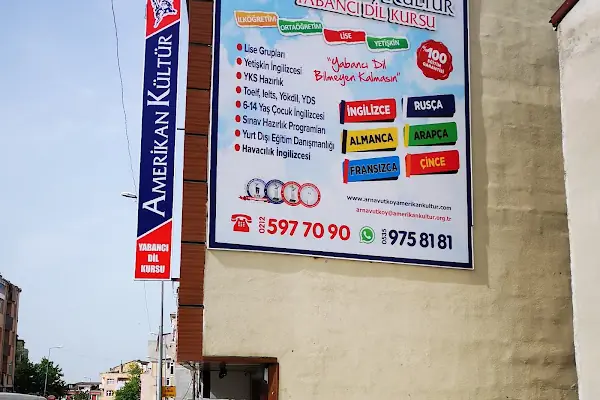 AMERIKAN KÜLTÜR
YABANCI
DİL
KURSU
KÜLTÜR
YABANCI DİL KURSU
İLKÖĞRETİM
ORTAÖĞRETİM
LİSE
YETİŞKİN
• Lise Grupları
• Yetişkin İngilizcesi
• YKS Hazırlık
• Toefl, Ielts, Yökdil, YDS
• 6-14 Yaş Çocuk İngilizcesi
• Sınav Hazırlık Programları
• Yurt Dışı Eğitim Danışmanlığı
• Havacılık İngilizcesi
"Yabancı Dil
Bilmeyen Kalmasın"
%100
İNGİLİZCE
RUSÇA
ALMANCA
ARAPÇA
FRANSIZCA
ÇİNCE
www.arnavutkoyamerikankultur.com
arnavutkoy@amerikankultur.org.tr
0212 597 70 90
0535 975 81 81